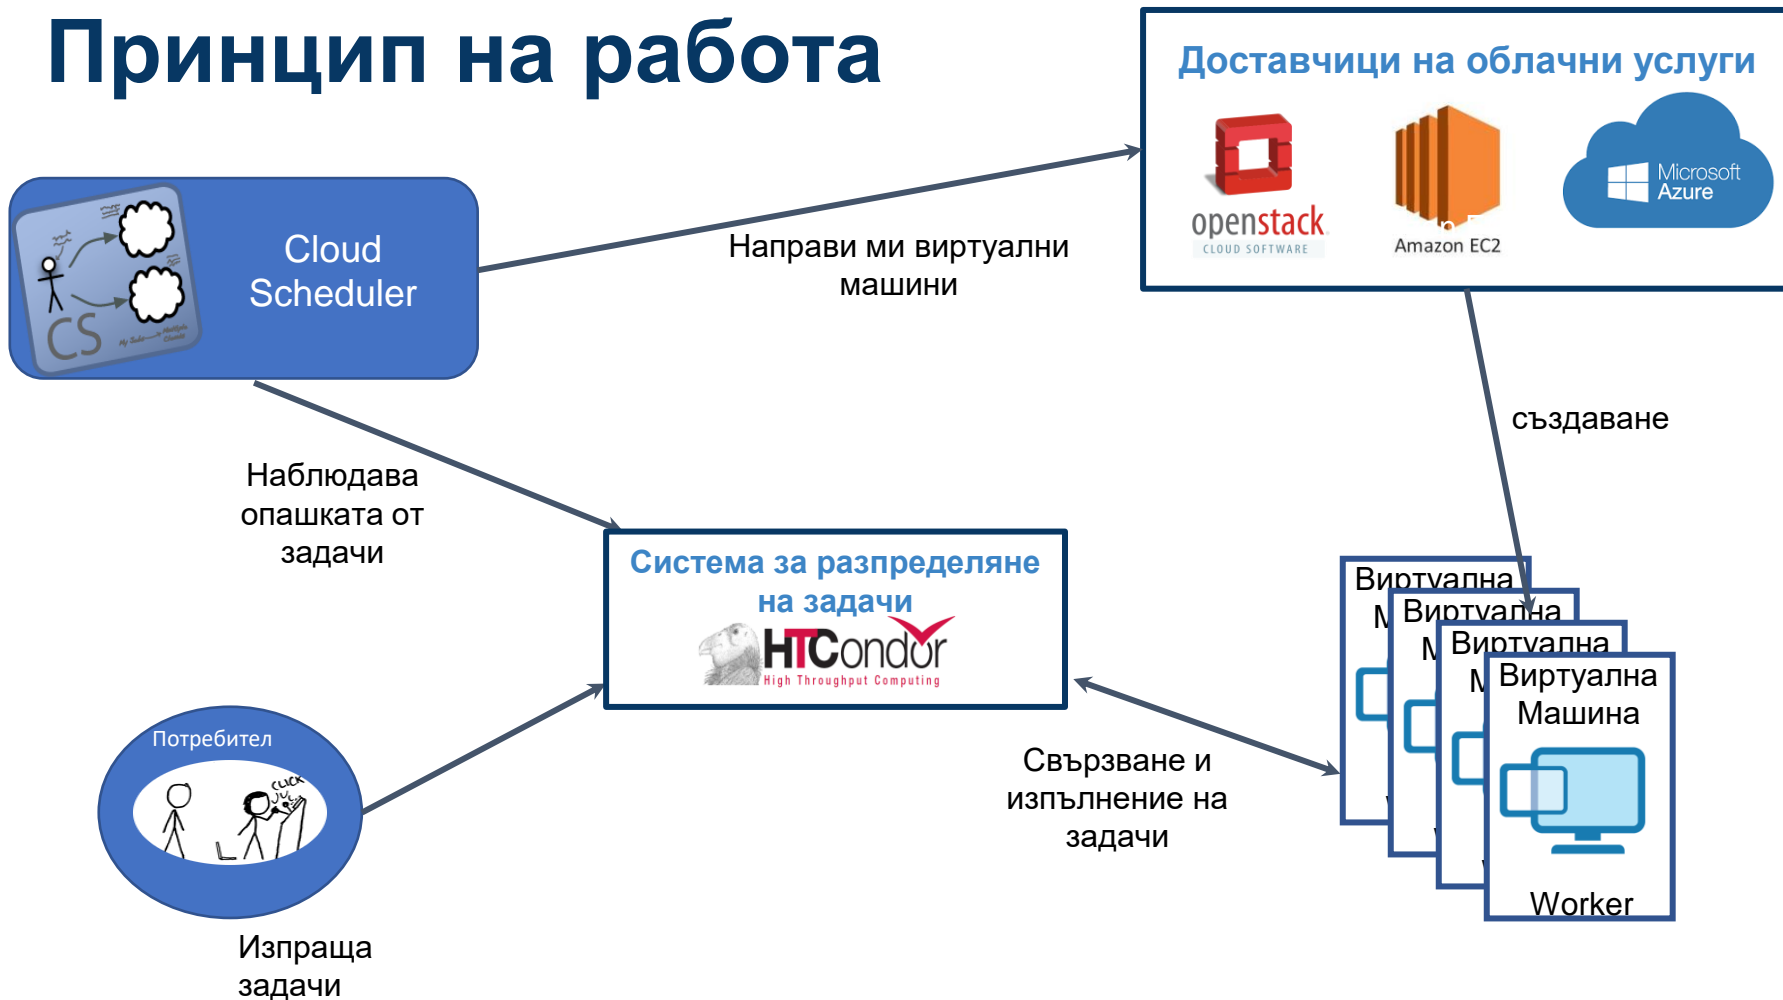 Принцип на работа
Доставчици на облачни услуги
openstack
CLOUD SOFTWARE
Amazon EC2
Microsoft
Azure
Cloud
Scheduler
CS
Направи ми виртуални
машини
създаване
Наблюдава
опашката от
задачи
Система за разпределяне
на задачи
HTCondor
High Throughput Computing
Виртуална
Виртуална
Виртуална
Виртуална
Машина
Worker
Потребител
CLICK
Свързване и
изпълнение на
задачи
Изпраща
задачи